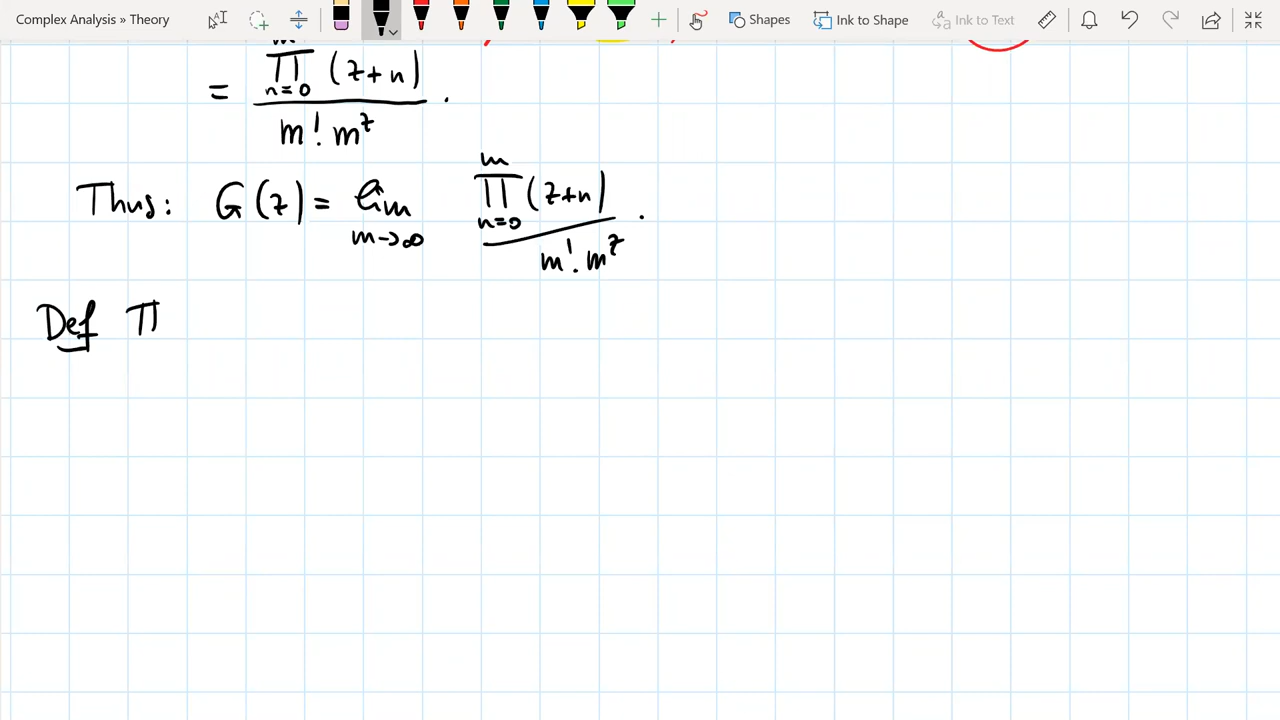 Complex Analysis » Theory
Shapes
Ink to Shape
Ink to Text
= ∏_{n=0}^{m} (z+n) / m! m^z .
Thus: G(z) = lim_{m→∞} ∏_{n=0}^{m} (z+n) / m! m^z .
Def Π